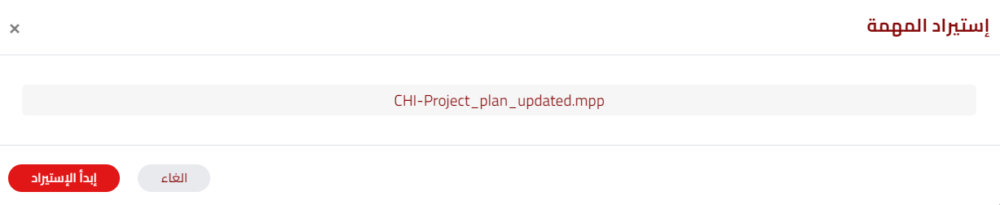 إستيراد المهمة
CHI-Project_plan_updated.mpp
الغاء
إبدأ الإستيراد